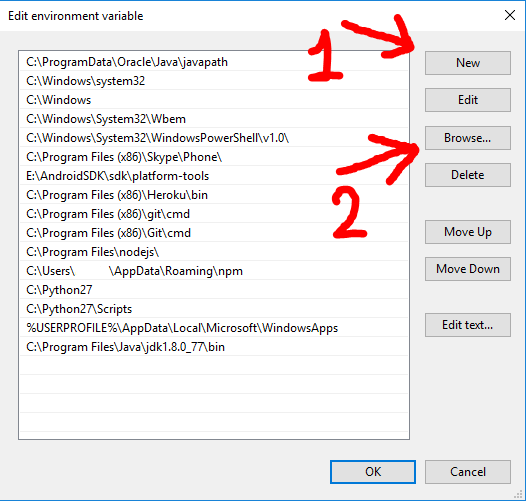 Edit environment variable
1
New
Edit
Browse...
Delete
2
Move Up
Move Down
Edit text...
C:\ProgramData\Oracle\Java\javapath
C:\Windows\system32
C:\Windows
C:\Windows\System32\Wbem
C:\Windows\System32\WindowsPowerShell\v1.0\
C:\Program Files (x86)\Skype\Phone\
E:\AndroidSDK\sdk\platform-tools
C:\Program Files (x86)\Heroku\bin
C:\Program Files (x86)\git\cmd
C:\Program Files (x86)\Git\cmd
C:\Program Files\nodejs\
C:\Users\ \AppData\Roaming\npm
C:\Python27
C:\Python27\Scripts
%USERPROFILE%\AppData\Local\Microsoft\WindowsApps
C:\Program Files\Java\jdk1.8.0_77\bin
OK
Cancel